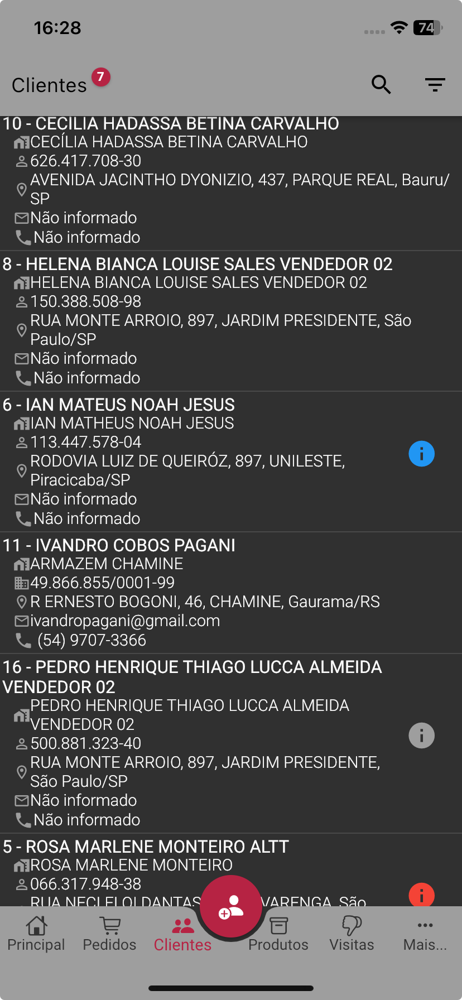 16:28
74
Clientes 7
10 - CECÍLIA HADASSA BETINA CARVALHO
CECÍLIA HADASSA BETINA CARVALHO
626.417.708-30
AVENIDA JACINTHO DYONIZIO, 437, PARQUE REAL, Bauru/
SP
Não informado
Não informado
8 - HELENA BIANCA LOUISE SALES VENDEDOR 02
HELENA BIANCA LOUISE SALES VENDEDOR 02
150.388.508-98
RUA MONTE ARROIO, 897, JARDIM PRESIDENTE, São
Paulo/SP
Não informado
Não informado
6 - IAN MATEUS NOAH JESUS
IAN MATHEUS NOAH JESUS
113.447.578-04
RODOVIA LUIZ DE QUEIRÓZ, 897, UNILESTE,
Piracicaba/SP
Não informado
Não informado
11 - IVANDRO COBOS PAGANI
ARMAZEM CHAMINE
49.866.855/0001-99
R ERNESTO BOGONI, 46, CHAMINE, Gaurama/RS
ivandropagani@gmail.com
(54) 9707-3366
16 - PEDRO HENRIQUE THIAGO LUCCA ALMEIDA
VENDEDOR 02
PEDRO HENRIQUE THIAGO LUCCA ALMEIDA
VENDEDOR 02
500.881.323-40
RUA MONTE ARROIO, 897, JARDIM PRESIDENTE,
São Paulo/SP
Não informado
Não informado
5 - ROSA MARLENE MONTEIRO ALTT
ROSA MARLENE MONTEIRO
066.317.948-38
RUA São
Principal Pedidos Clientes Produtos Visitas Mais...